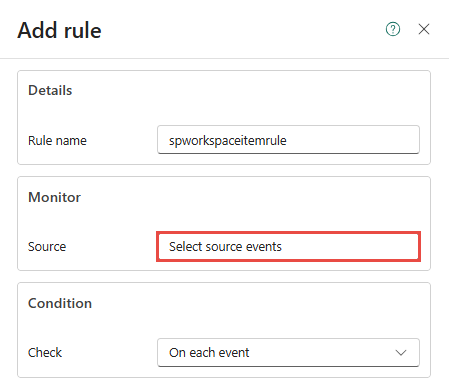 Add rule
Details
Rule name spworkspaceitemrule
Monitor
Source Select source events
Condition
Check On each event